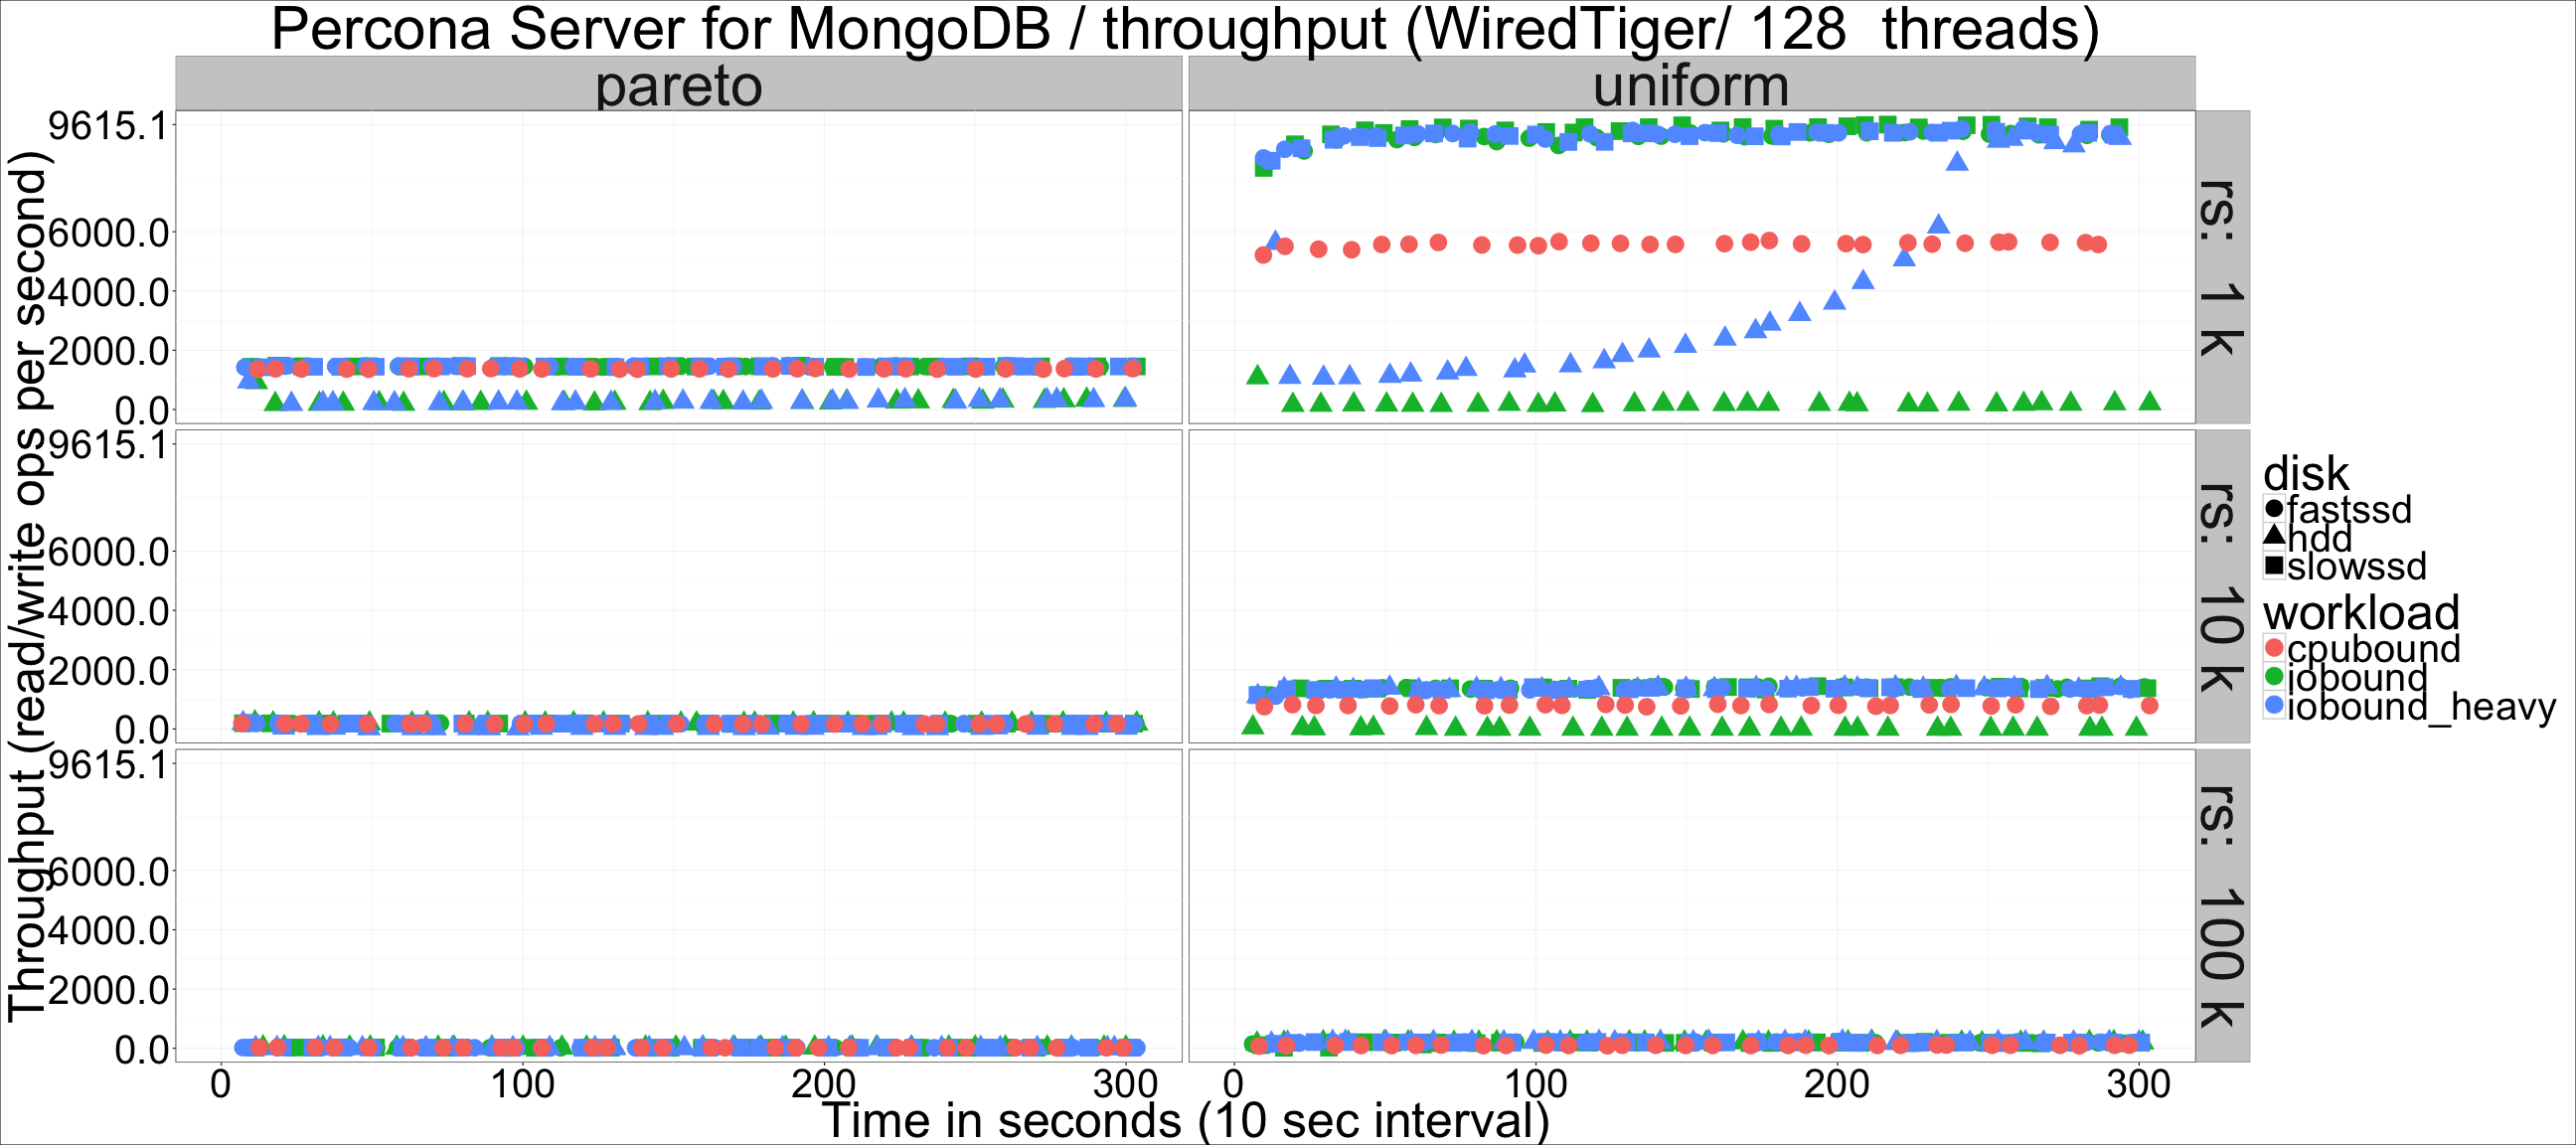 Percona Server for MongoDB / throughput (WiredTiger/ 128  threads)
pareto
uniform
Throughput (read/write ops per second)
9615.1
6000.0
4000.0
2000.0
0.0
rs:  1 k
9615.1
6000.0
4000.0
2000.0
0.0
rs:  10 k
9615.1
6000.0
4000.0
2000.0
0.0
rs:  100 k
0 100 200 300
0 100 200 300
Time in seconds (10 sec interval)
disk
fastssd
hdd
slowssd
workload
cpubound
iobound
iobound_heavy